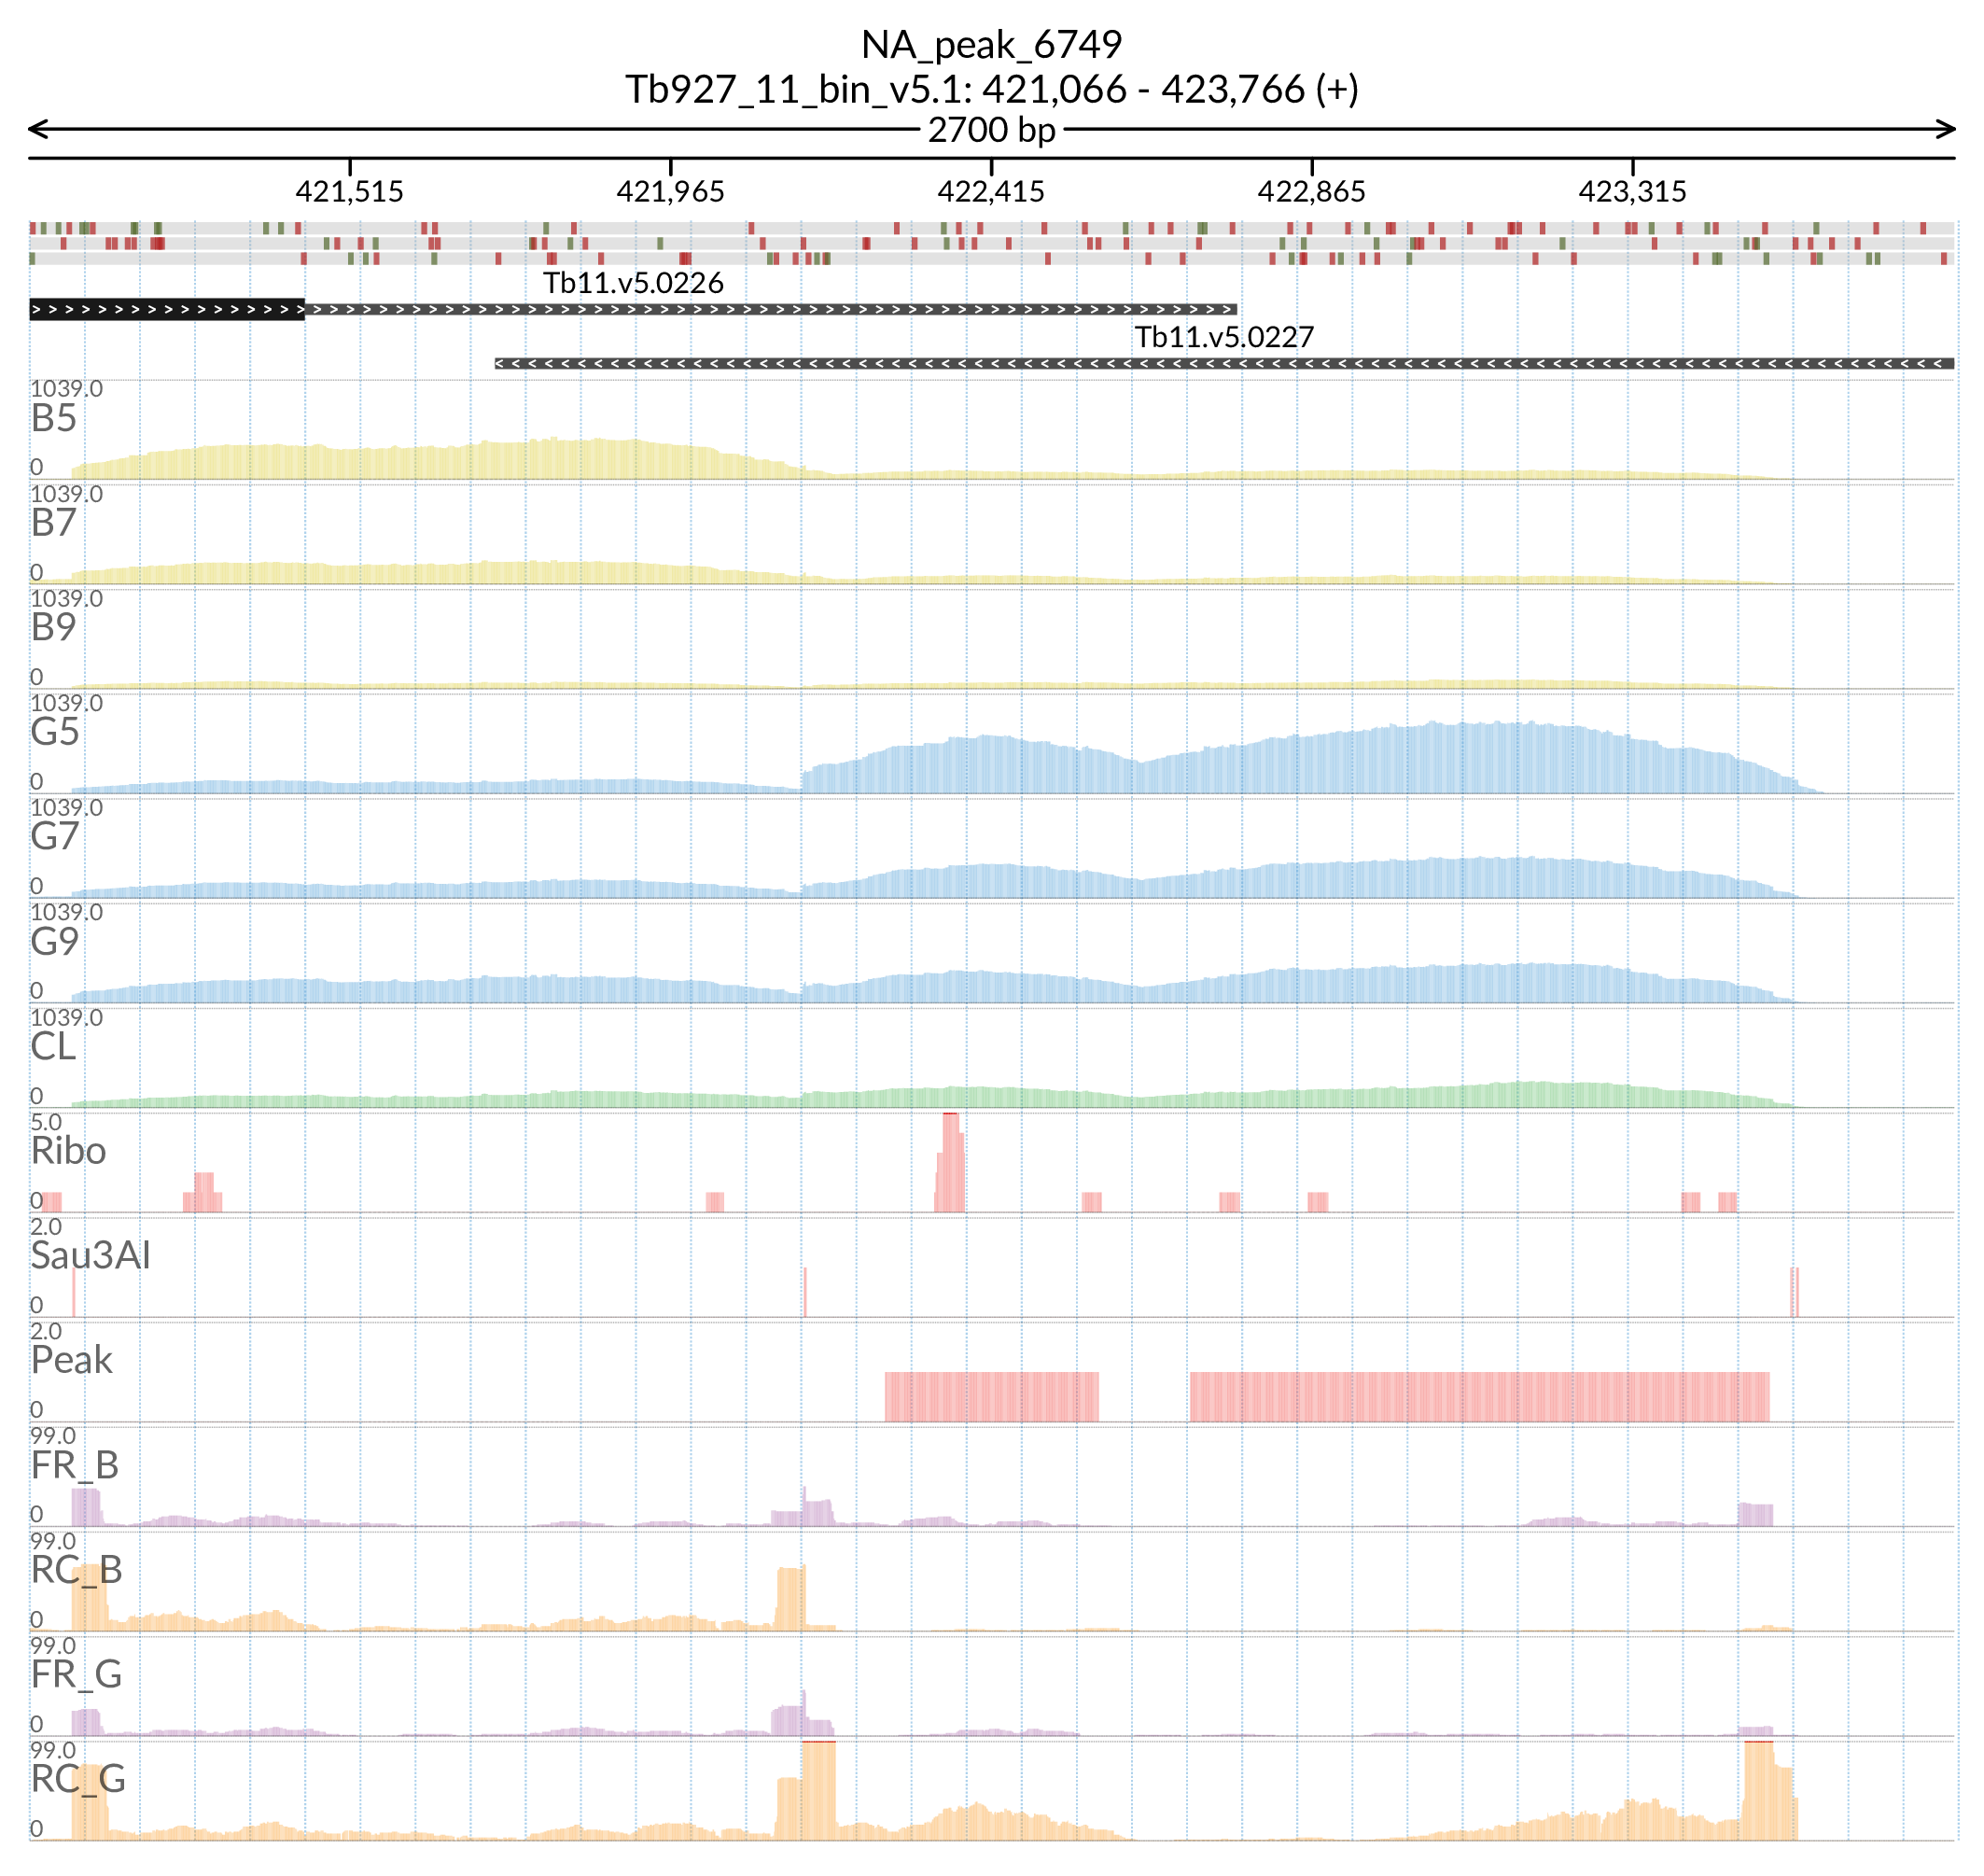 NA_peak_6749
Tb927_11_bin_v5.1: 421,066 - 423,766 (+)
2700 bp
421,515 421,965 422,415 422,865 423,315
Tb11.v5.0226
Tb11.v5.0227
1039.0
B5
0
1039.0
B7
0
1039.0
B9
0
1039.0
G5
0
1039.0
G7
0
1039.0
G9
0
1039.0
CL
0
5.0
Ribo
0
2.0
Sau3AI
0
2.0
Peak
0
99.0
FR_B
0
99.0
RC_B
0
99.0
FR_G
0
99.0
RC_G
0